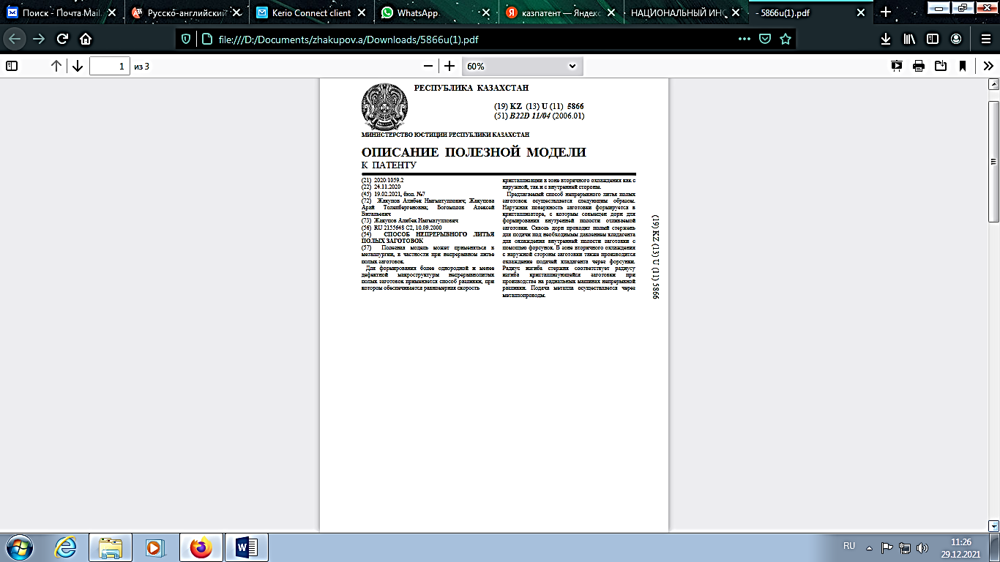 Поиск - Почта Mail.
Русско-английский
Kerio Connect client
WhatsApp
казпатент — Яндекс
НАЦИОНАЛЬНЫЙ ИНС
- 5866u(1).pdf
file:///D:/Documents/zhakupov.a/Downloads/5866u(1).pdf
1 из 3
60%
РЕСПУБЛИКА КАЗАХСТАН
(19) KZ (13) U (11) 5866
(51) B22D 11/04 (2006.01)
МИНИСТЕРСТВО ЮСТИЦИИ РЕСПУБЛИКИ КАЗАХСТАН
ОПИСАНИЕ ПОЛЕЗНОЙ МОДЕЛИ
К ПАТЕНТУ
(21) 2020/1059.2
(22) 24.11.2020
(45) 19.02.2021, бюл. №7
(72) Жакупов Алибек Ныгматуллович; Жакупова
Арай Толенбергеновна; Богомолов Алексей
Витальевич
(73) Жакупов Алибек Ныгматуллович
(56) RU 2155648 C2, 10.09.2000
(54) СПОСОБ НЕПРЕРЫВНОГО ЛИТЬЯ
ПОЛЫХ ЗАГОТОВОК
(57) Полезная модель может применяться в
металлургии, в частности при непрерывном литье
полых заготовок.
Для формирования более однородной и менее
дефектной макроструктуры непрерывнолитых
полых заготовок применяется способ разливки, при
котором обеспечивается равномерная скорость
кристаллизации в зоне вторичного охлаждения как с
наружной, так и с внутренней стороны.
Предлагаемый способ непрерывного литья полых
заготовок осуществляется следующим образом.
Наружная поверхность заготовки формируется в
кристаллизаторе, с которым совмещен дорн для
формирования внутренней полости отливаемой
заготовки. Сквозь дорн проходит полый стержень
для подачи под необходимым давлением хладагента
для охлаждения внутренней полости заготовки с
помощью форсунок. В зоне вторичного охлаждения
с наружной стороны заготовки также производится
охлаждение подачей хладагента через форсунки.
Радиус изгиба стержня соответствует радиусу
изгиба кристаллизующейся заготовки при
производстве на радиальных машинах непрерывной
разливки. Подача металла осуществляется через
металлопроводы.
(19) KZ (13) U (11) 5866
RU
11:26
29.12.2021